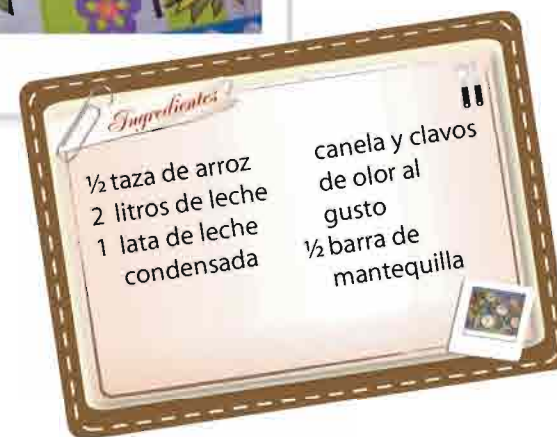 Ingredientes
½ taza de arroz
2 litros de leche
1 lata de leche
condensada
canela y clavos
de olor al
gusto
½ barra de
mantequilla